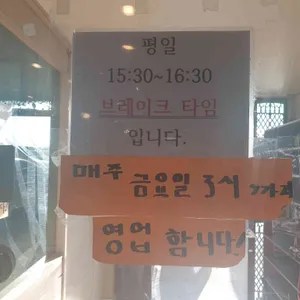 평일
15:30~16:30
브레이크 타임
입니다.
매주 금요일 3시 까지
영업 합니다!